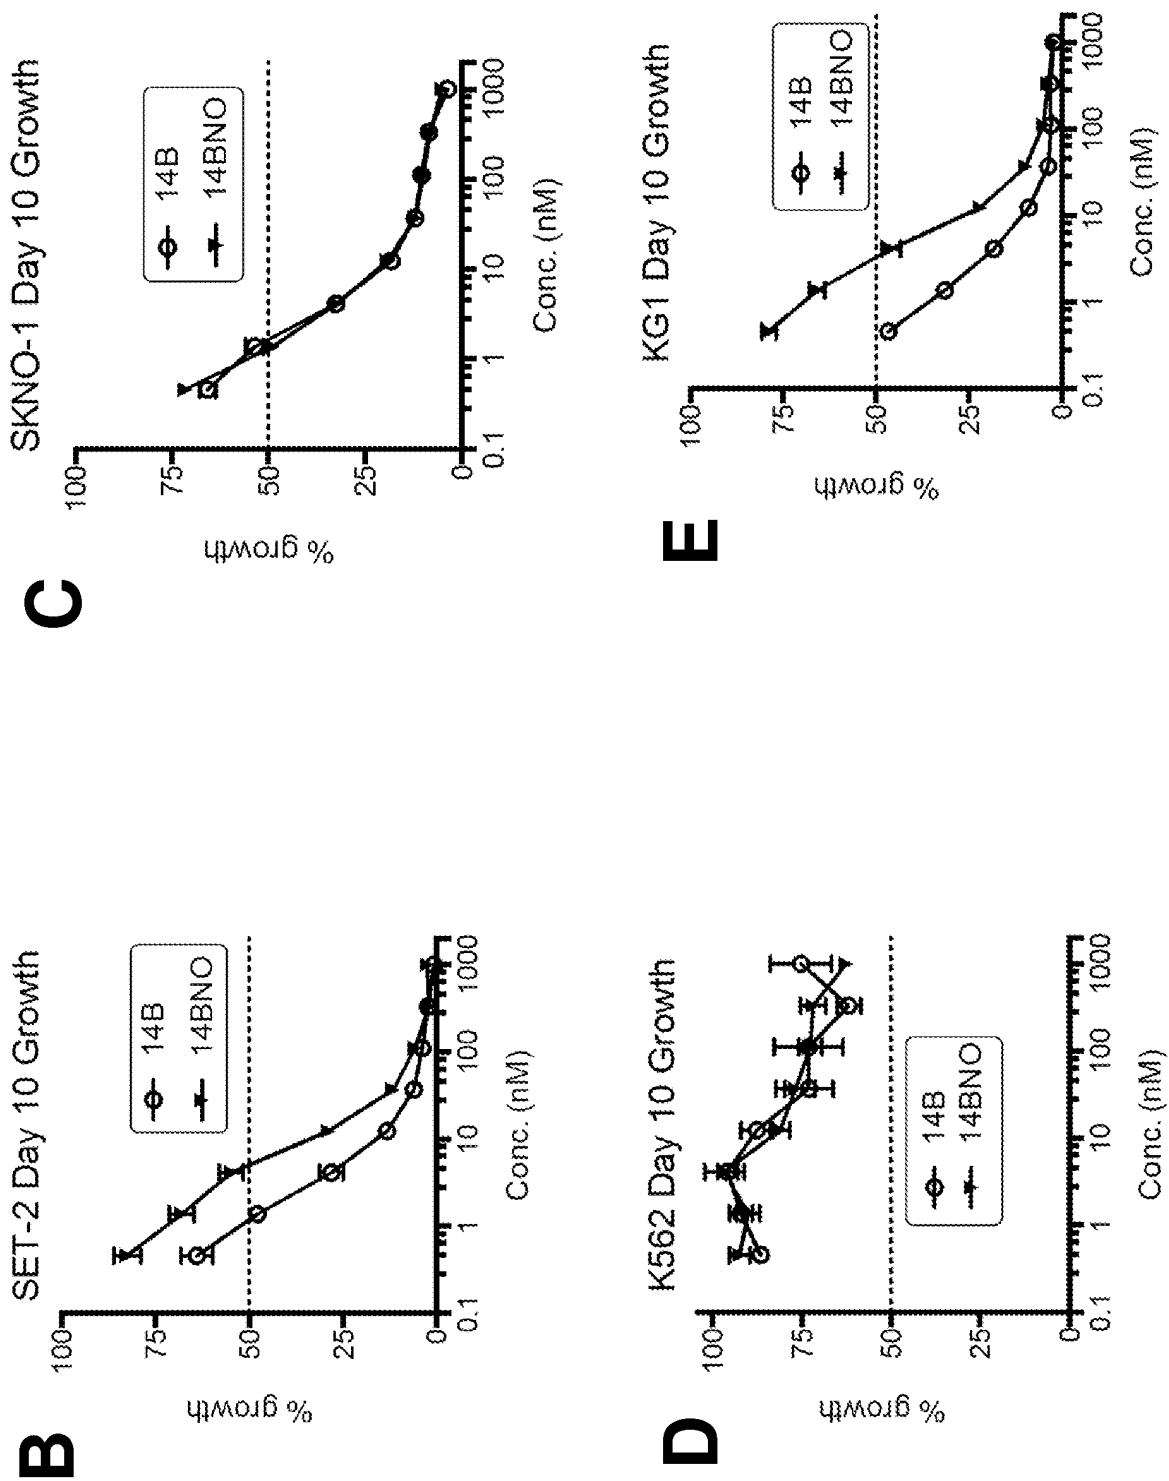 B
SET-2 Day 10 Growth
14B
14BNO
% growth
100
75
50
25
0
0.1
1
10
100
1000
Conc. (nM)
C
SKNO-1 Day 10 Growth
14B
14BNO
% growth
100
75
50
25
0
0.1
1
10
100
1000
Conc. (nM)
D
K562 Day 10 Growth
14B
14BNO
% growth
100
75
50
25
0
0.1
1
10
100
1000
Conc. (nM)
E
KG1 Day 10 Growth
14B
14BNO
% growth
100
75
50
25
0
0.1
1
10
100
1000
Conc. (nM)